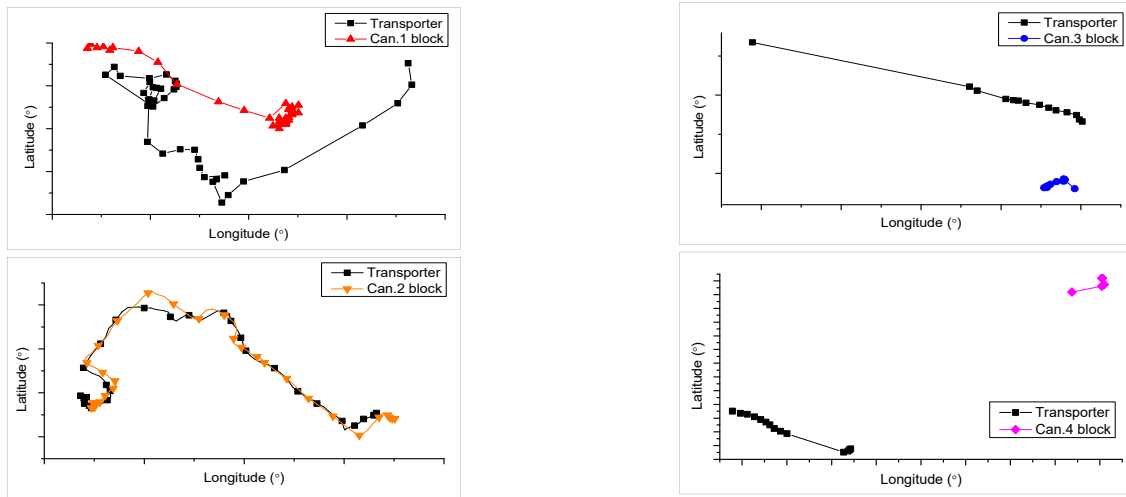 Transporter
Can.1 block
Latitude (°)
Longitude (°)
Transporter
Can.3 block
Latitude (°)
Longitude (°)
Transporter
Can.2 block
Latitude (°)
Longitude (°)
Latitude (°)
Transporter
Can.4 block
Longitude (°)